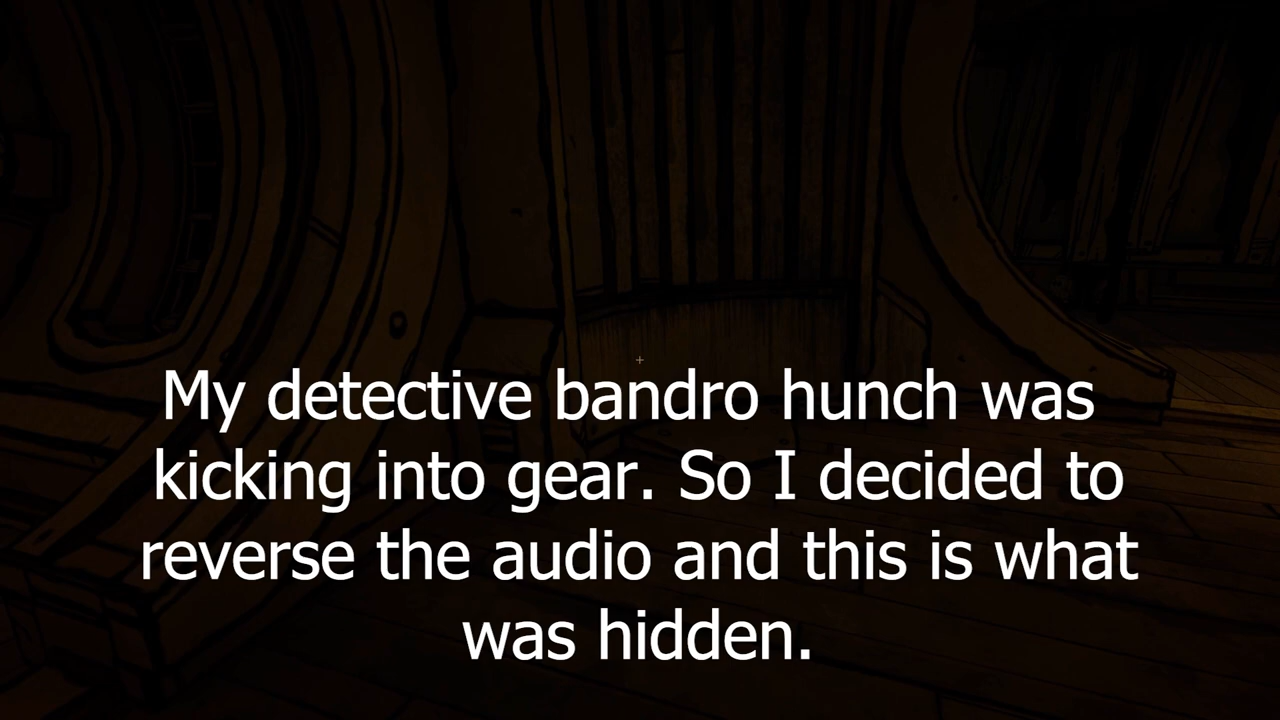 My detective bandro hunch was
kicking into gear. So I decided to
reverse the audio and this is what
was hidden.